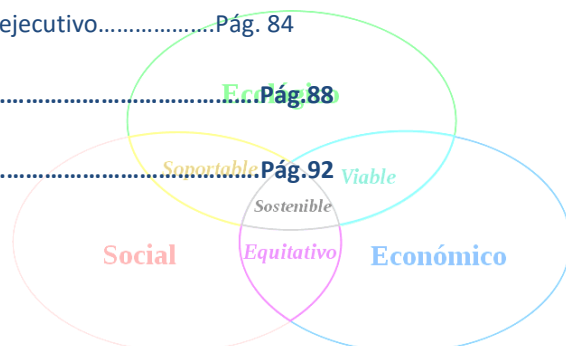 ejecutivo……………….Pág. 84
Ecológico
………………………………………..Pág.88
Soportable
………………………………………..Pág.92
Viable
Sostenible
Social
Equitativo
Económico